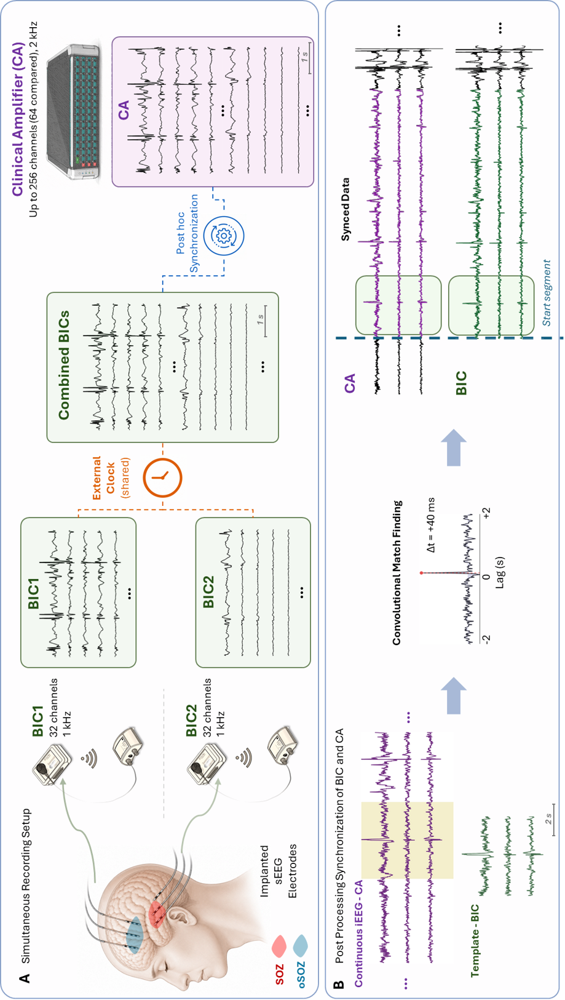 A
Simultaneous Recording Setup
SOZ
oSOZ
Implanted
sEEG
Electrodes
BIC1
32 channels
1 kHz
BIC2
32 channels
1 kHz
BIC1
...
BIC2
...
External
Clock
(shared)
Combined BICs
...
...
1 s
Post hoc
Synchronization
Clinical Amplifier (CA)
Up to 256 channels (64 compared), 2 kHz
CA
...
...
1 s
B
Post Processing Synchronization of BIC and CA
Continuous iEEG - CA
...
...
Template - BIC
2 s
Convolutional Match Finding
Δt = +40 ms
-2
0
+2
Lag (s)
Synced Data
CA
...
BIC
...
Start segment